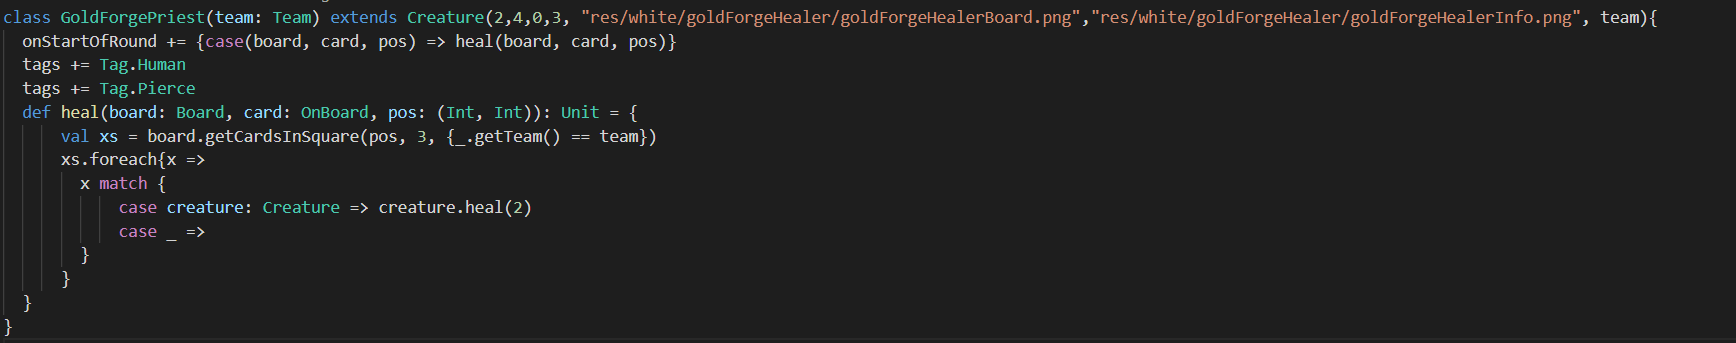 class GoldForgePriest(team: Team) extends Creature(2,4,0,3, "res/white/goldForgeHealer/goldForgeHealerBoard.png","res/white/goldForgeHealer/goldForgeHealerInfo.png", team){
  onStartOfRound += {case(board, card, pos) => heal(board, card, pos)}
  tags += Tag.Human
  tags += Tag.Pierce
  def heal(board: Board, card: OnBoard, pos: (Int, Int)): Unit = {
      val xs = board.getCardsInSquare(pos, 3, {_.getTeam() == team})
      xs.foreach{x =>
        x match {
            case creature: Creature => creature.heal(2)
            case _ =>
        }
      }
  }
}